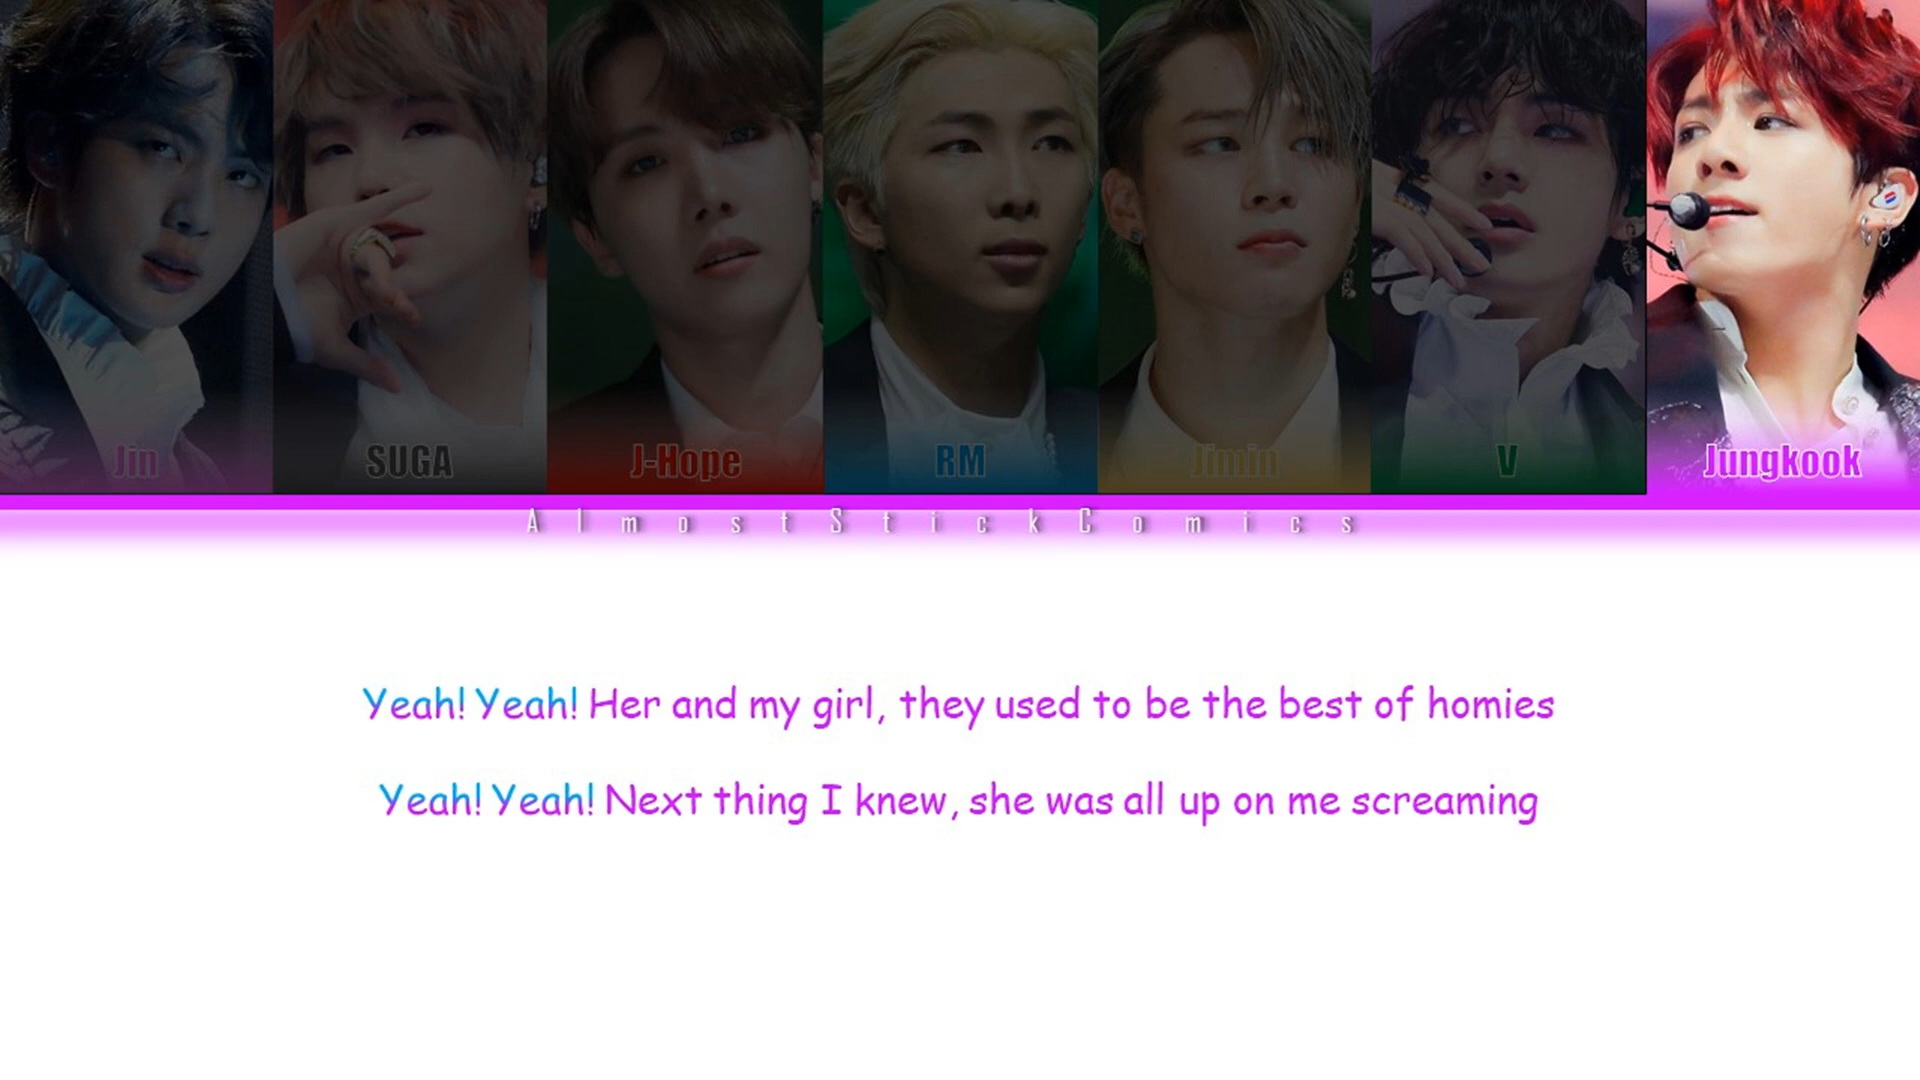 Jin SUGA J-Hope RM Jimin V Jungkook
AlmostStickComics
Yeah! Yeah! Her and my girl, they used to be the best of homies
Yeah! Yeah! Next thing I knew, she was all up on me screaming